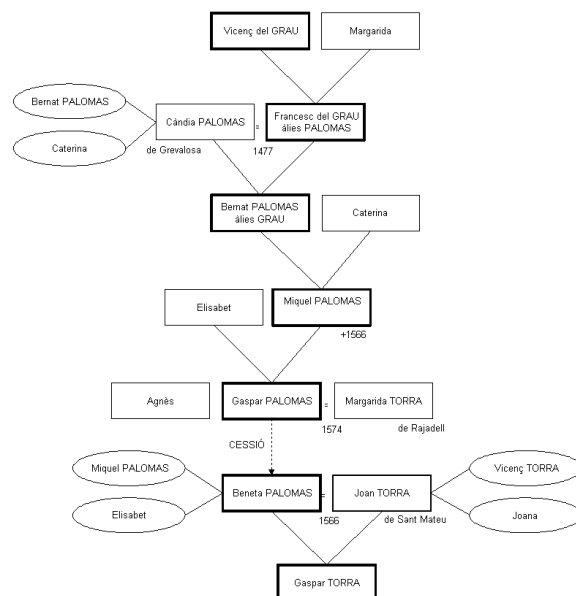 Vicenç del GRAU
Margarida
Bernat PALOMAS
Càndia PALOMAS
=
Francesc del GRAU
àlies PALOMAS
Caterina
de Grevalosa
1477
Bernat PALOMAS
àlies GRAU
Caterina
Elisabet
Miquel PALOMAS
+1566
Agnès
Gaspar PALOMAS
=
Margarida TORRA
1574
de Rajadell
CESSIÓ
Miquel PALOMAS
Vicenç TORRA
Beneta PALOMAS
=
Joan TORRA
Elisabet
1566
de Sant Mateu
Joana
Gaspar TORRA